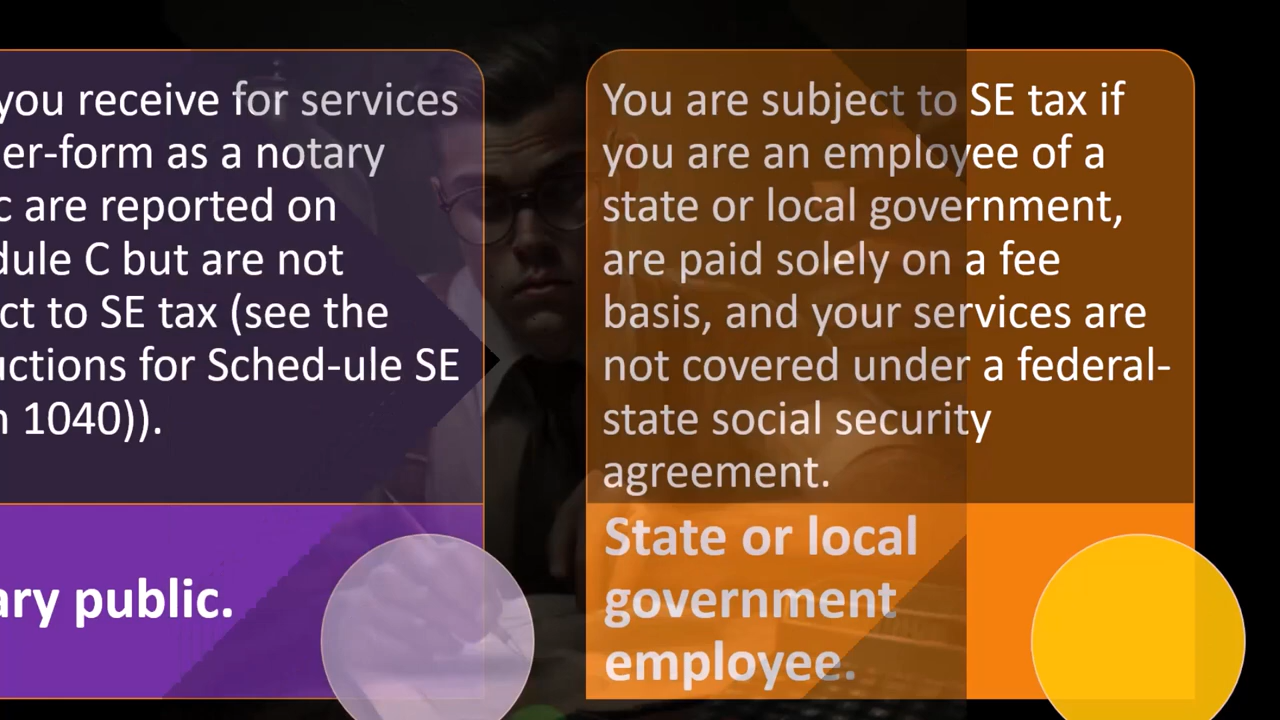 you receive for services
er-form as a notary
c are reported on
dule C but are not
ct to SE tax (see the
uctions for Sched-ule SE
1040)).
ary public.
You are subject to SE tax if
you are an employee of a
state or local government,
are paid solely on a fee
basis, and your services are
not covered under a federal-
state social security
agreement.
State or local
government
employee.